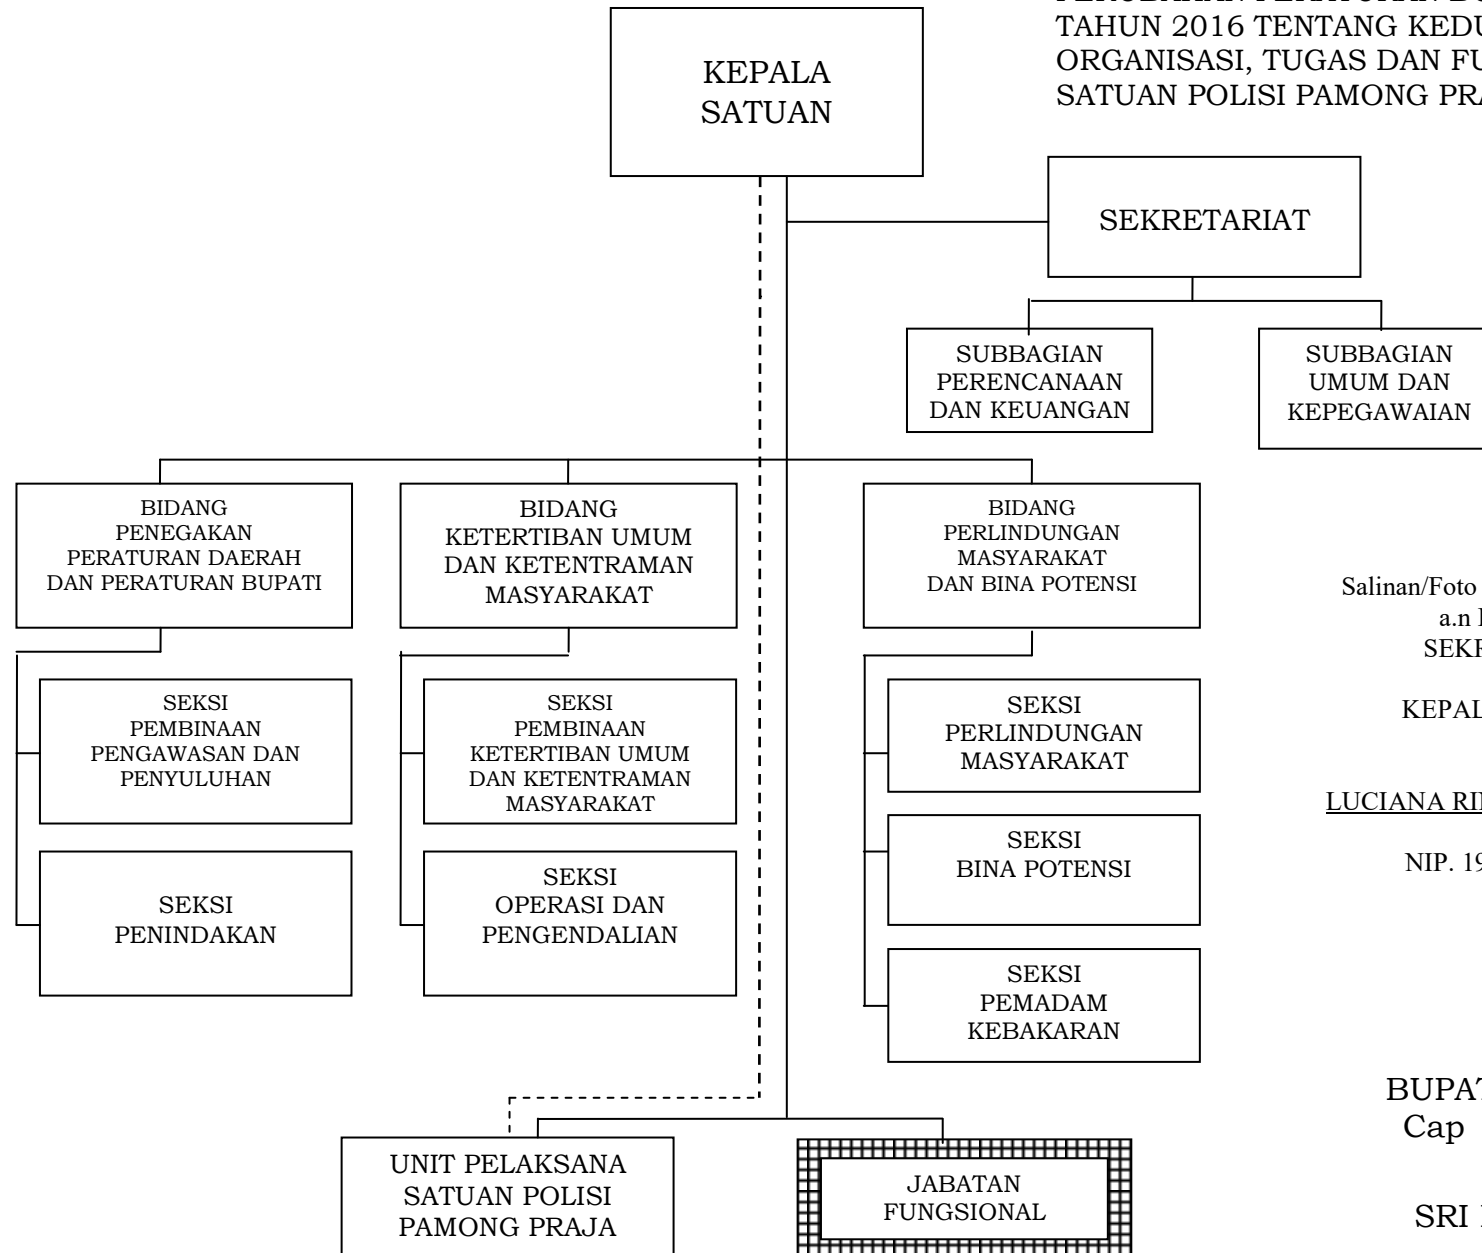 TAHUN 2016 TENTANG
ORGANISASI, TUGAS DAN
SATUAN POLISI PAMONG
KEPALA
SATUAN
SEKRETARIAT
SUBBAGIAN
PERENCANAAN
DAN KEUANGAN
SUBBAGIAN
UMUM DAN
KEPEGAWAIAN
BIDANG
PENEGAKAN
PERATURAN DAERAH
DAN PERATURAN BUPATI
BIDANG
KETERTIBAN UMUM
DAN KETENTRAMAN
MASYARAKAT
BIDANG
PERLINDUNGAN
MASYARAKAT
DAN BINA POTENSI
SEKSI
PEMBINAAN
PENGAWASAN DAN
PENYULUHAN
SEKSI
PEMBINAAN
KETERTIBAN UMUM
DAN KETENTRAMAN
MASYARAKAT
SEKSI
PERLINDUNGAN
MASYARAKAT
SEKSI
PENINDAKAN
SEKSI
OPERASI DAN
PENGENDALIAN
SEKSI
BINA POTENSI
SEKSI
PEMADAM
KEBAKARAN
UNIT PELAKSANA
SATUAN POLISI
PAMONG PRAJA
JABATAN
FUNGSIONAL
Salinan/Foto
a.n
SEKR
KEPAL
LUCIANA
NIP. 19
BUPAT
Cap
SRI